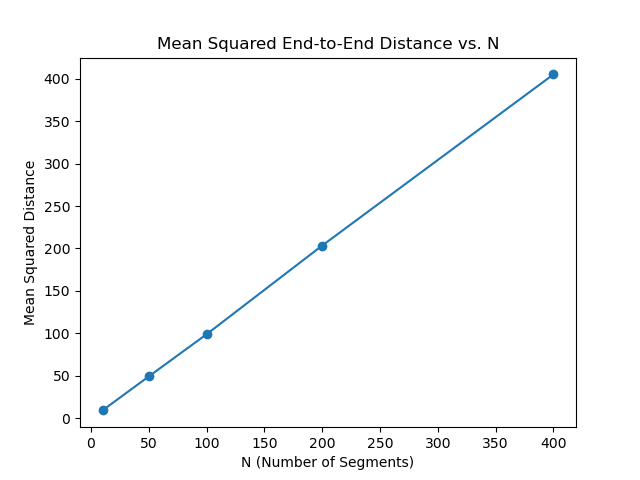 Mean Squared End-to-End Distance vs. N
400
350
300
250
200
150
100
50
0
Mean Squared Distance
0 50 100 150 200 250 300 350 400
N (Number of Segments)